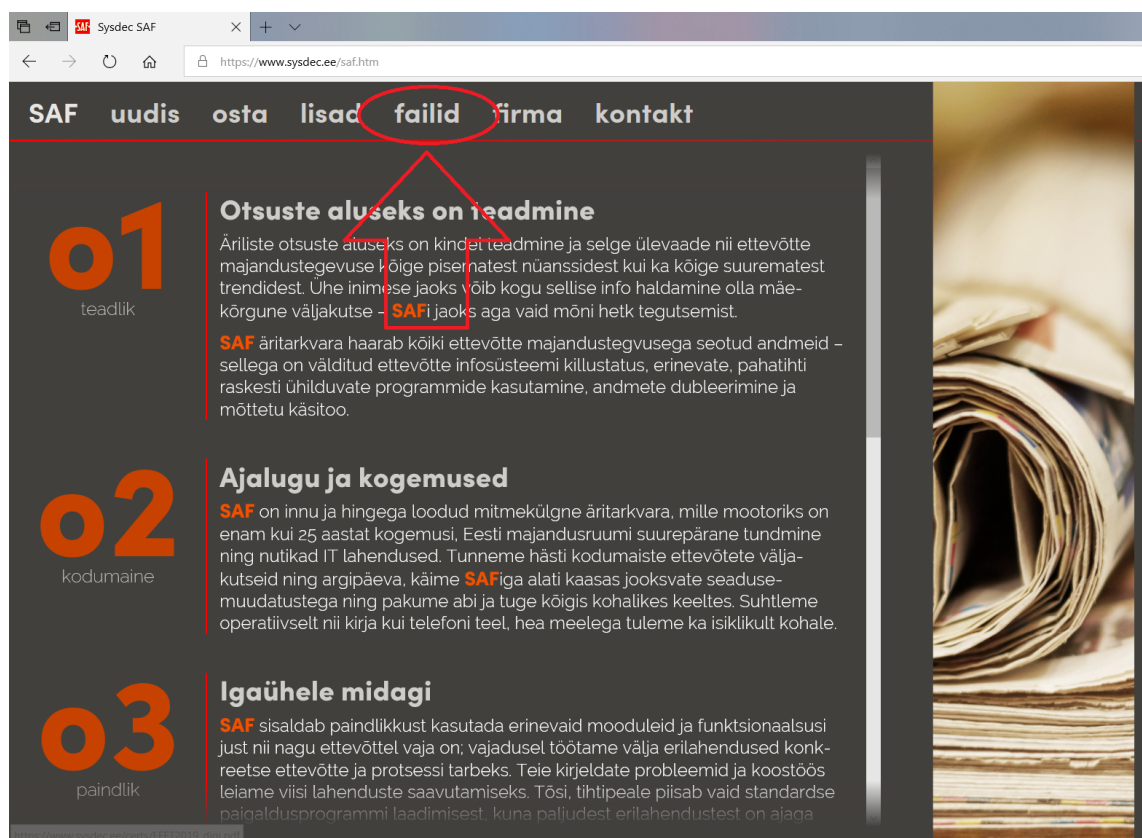 SAF Sysdec SAF
https://www.sysdec.ee/saf.htm
SAF uudis osta lisad failid firma kontakt
o1
teadlik
Otsuste aluseks on teadmine
Äriliste otsuste aluseks on kindel teadmine ja selge ülevaade nii ettevõtte
majandustegevuse kõige pisematest nüanssidest kui ka kõige suurematest
trendidest. Ühe inimese jaoks võib kogu sellise info haldamine olla mäe-
kõrgune väljakutse – SAFi jaoks aga vaid mõni hetk tegutsemist.
SAF äritarkvara haarab kõiki ettevõtte majandustegvusega seotud andmeid –
sellega on välditud ettevõtte infosüsteemi killustatus, erinevate, pahatihti
raskesti ühilduvate programmide kasutamine, andmete dubleerimine ja
mõttetu käsitoo.
o2
kodumaine
Ajalugu ja kogemused
SAF on innu ja hingega loodud mitmekülgne äritarkvara, mille mootoriks on
enam kui 25 aastat kogemusi, Eesti majandusruumi suurepärane tundmine
ning nutikad IT lahendused. Tunneme hästi kodumaiste ettevõtete välja-
kutseid ning argipäeva, käime SAFiga alati kaasas jooksvate seaduse-
muudatustega ning pakume abi ja tuge kõigis kohalikes keeltes. Suhtleme
operatiivselt nii kirja kui telefoni teel, hea meelega tuleme ka isiklikult kohale.
o3
paindlik
Igaühele midagi
SAF sisaldab paindlikkust kasutada erinevaid mooduleid ja funktsionaalsusi
just nii nagu ettevõttel vaja on; vajadusel töötame välja erilahendused konk-
reetse ettevõtte ja protsessi tarbeks. Teie kirjeldate probleemid ja koostöös
leiame viisi lahenduste saavutamiseks. Tõsi, tihtipeale piisab vaid standardse
paigaldusprogrammi laadimisest, kuna paljudest erilahendustest on ajaga